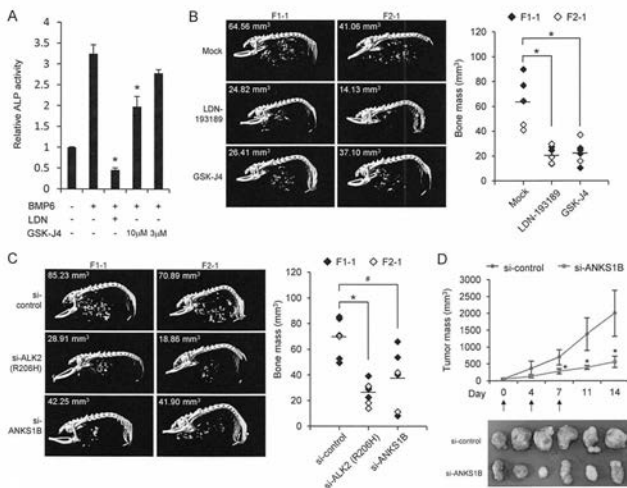 A
Relative ALP activity
4
3.5
3
2.5
2
1.5
1
0.5
0
*
*
BMP6 - + + + +
LDN - - + - -
GSK-J4 - - - 10μM 3μM
B
F1-1 F2-1
Mock
64.56 mm³ 41.06 mm³
LDN-193189
24.82 mm³ 14.13 mm³
GSK-J4
26.41 mm³ 37.10 mm³
F1-1 F2-1
Bone mass (mm³)
120
100
80
60
40
20
0
*
*
Mock
LDN-193189
GSK-J4
C
F1-1 F2-1
si-control
85.23 mm³ 70.89 mm³
si-ALK2 (R206H)
28.91 mm³ 18.86 mm³
si-ANKS1B
42.25 mm³ 41.90 mm³
F1-1 F2-1
Bone mass (mm³)
120
100
80
60
40
20
0
#
*
si-control
si-ALK2 (R206H)
si-ANKS1B
D
si-control si-ANKS1B
Tumor mass (mm³)
3000
2500
2000
1500
1000
500
0
* * *
Day 0 4 7 11 14
si-control
si-ANKS1B